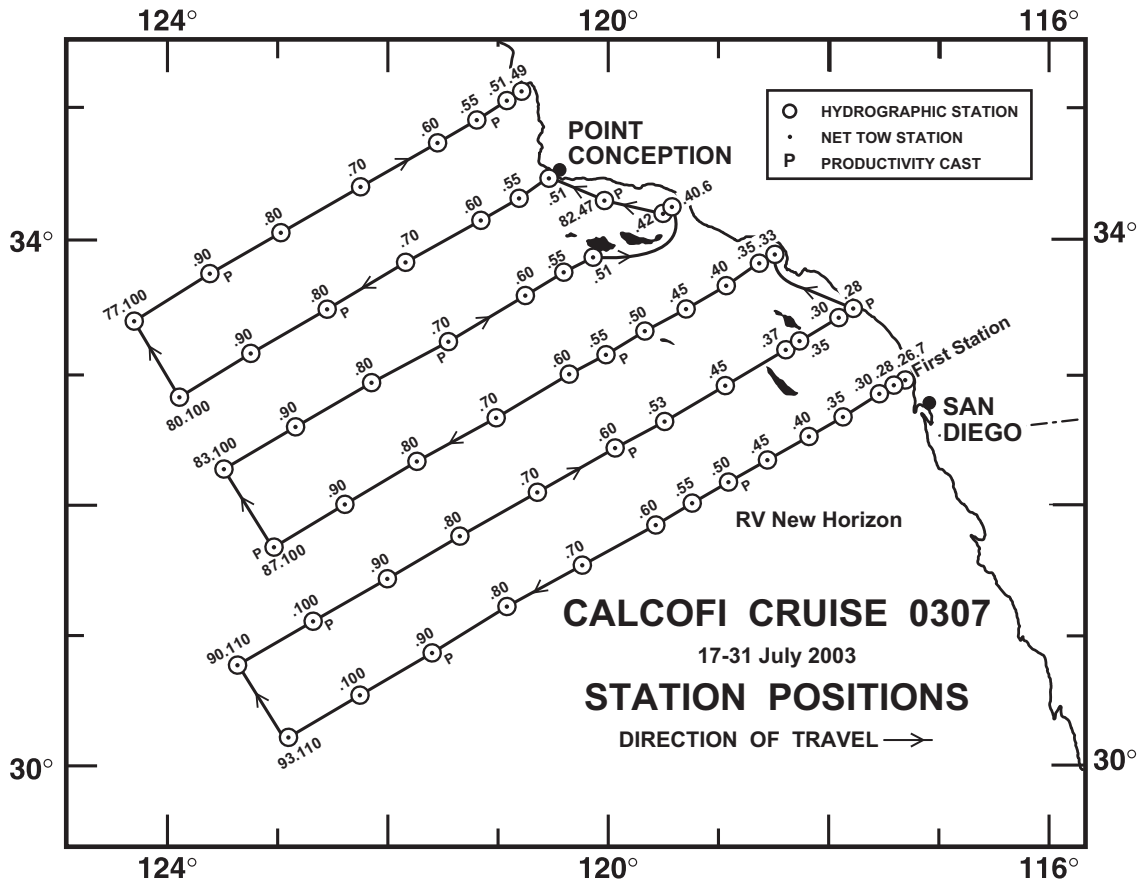 124° 120° 116°
.51 .49
.55
P
.60
.70
.80
.90
P
77.100
POINT
CONCEPTION
HYDROGRAPHIC STATION
NET TOW STATION
P PRODUCTIVITY CAST
34° 34°
.51
.55
.60
.70
.80
P
.90
80.100
82.47
P
.42
.40.6
.51
.55
.60
.70
P
.80
.90
83.100
.33
.35
.40
.45
.50
.55
P
.60
.70
.80
.90
P
87.100
.28
P
.30
.35
.37
.45
.53
.60
P
.70
.80
.90
.100
P
90.110
First Station
.26.7
.28
.30
.35
.40
.45
.50
P
.55
.60
.70
.80
.90
P
.100
93.110
SAN
DIEGO
RV New Horizon
CALCOFI CRUISE 0307
17-31 July 2003
STATION POSITIONS
DIRECTION OF TRAVEL
30° 30°
124° 120° 116°